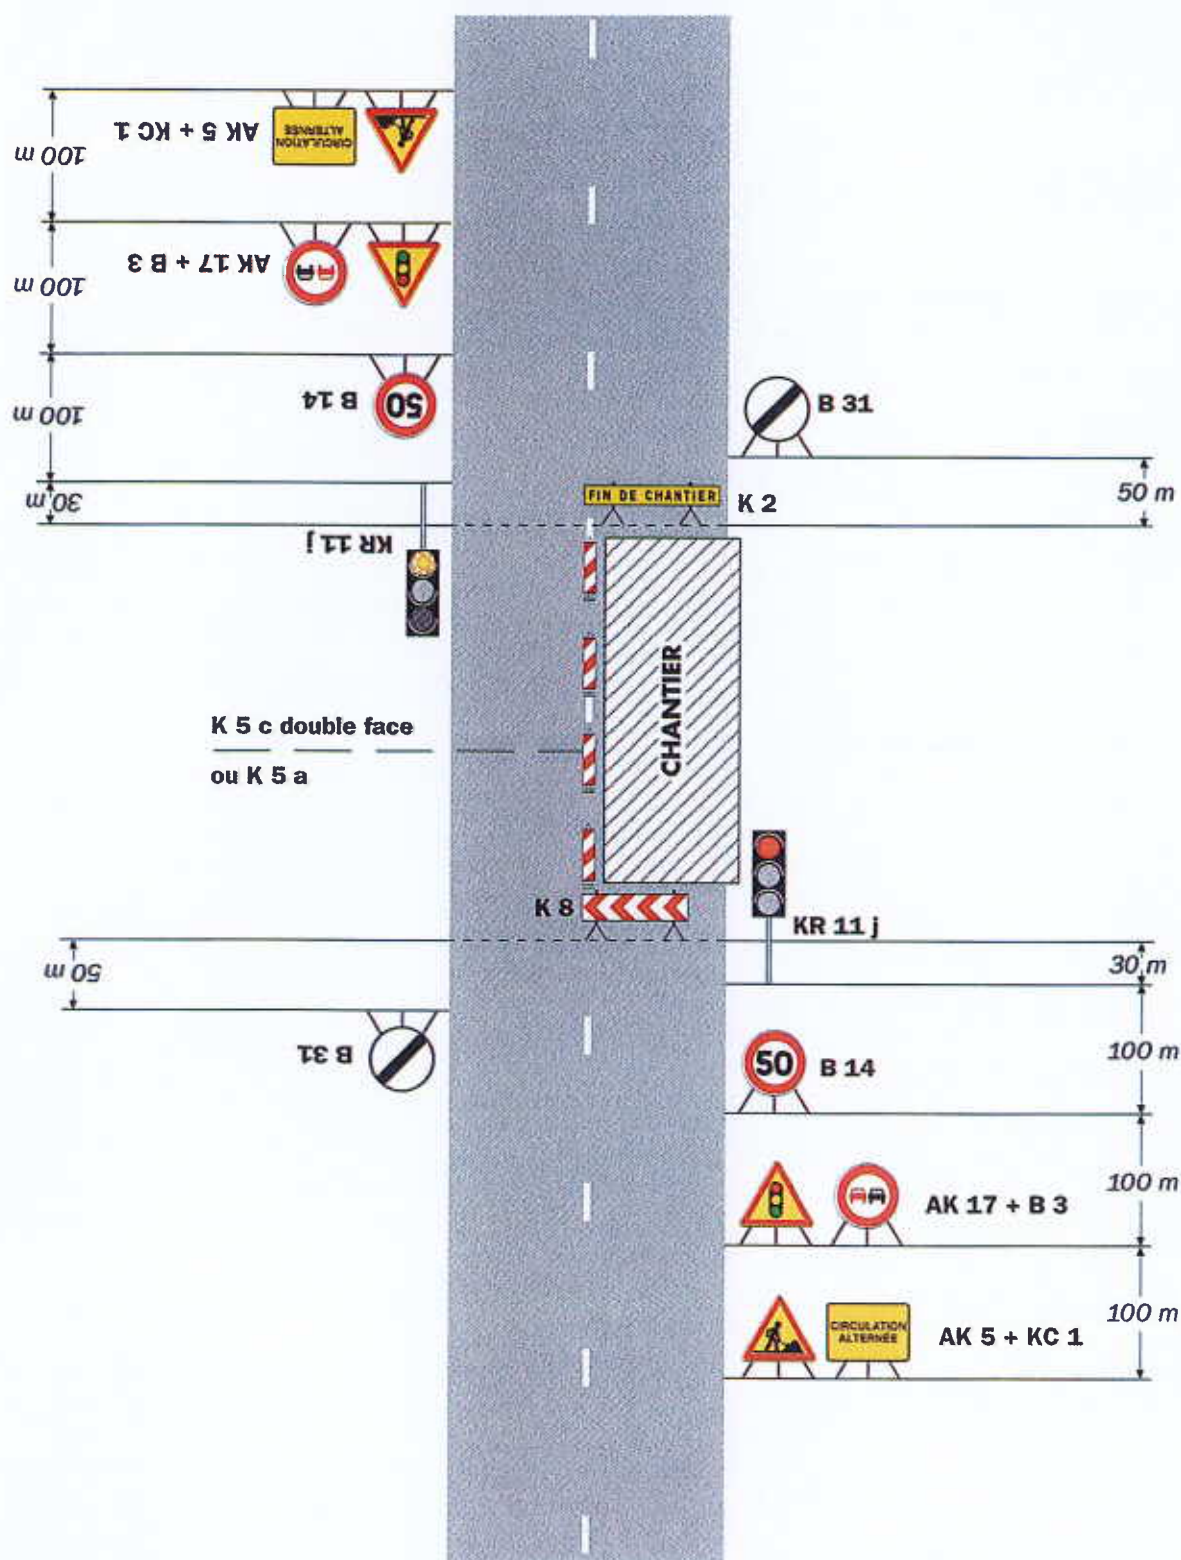 AK 5 + KC 1
CIRCULATION
ALTERNÉE
100 m
AK 17 + B 3
100 m
B 14
50
100 m
30 m
KR 11 j
B 31
50 m
FIN DE CHANTIER
K 2
CHANTIER
K 5 c double face
ou K 5 a
K 8
KR 11 j
50 m
B 31
30 m
50
B 14
100 m
AK 17 + B 3
100 m
CIRCULATION
ALTERNÉE
AK 5 + KC 1
100 m